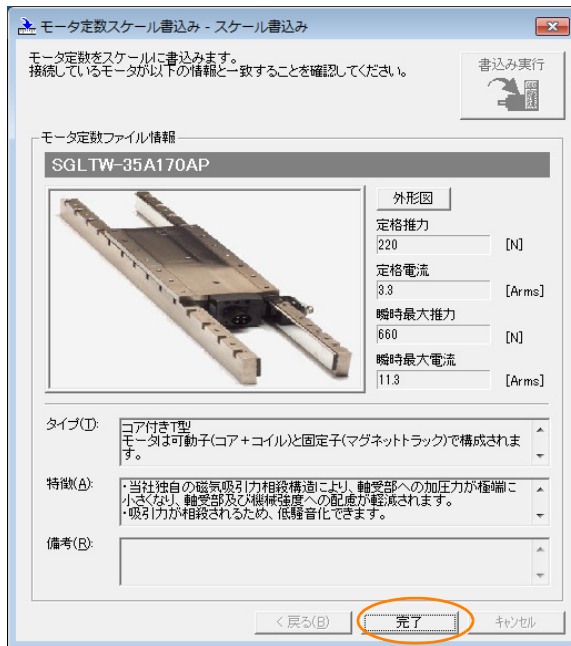 モータ定数スケール書込み - スケール書込み
モータ定数をスケールに書込みます。
接続しているモータが以下の情報と一致することを確認してください。
書込み実行
モータ定数ファイル情報
SGLTW-35A170AP
外形図
定格推力
220 [N]
定格電流
3.3 [Arms]
瞬時最大推力
660 [N]
瞬時最大電流
11.3 [Arms]
タイプ(T):
コア付きT型
モータは可動子(コア+コイル)と固定子(マグネットトラック)で構成されま
す。
特徴(A):
・当社独自の磁気吸引力相殺構造により、軸受部への加圧力が極端に
小さくなり、軸受部及び機械強度への配慮が軽減されます。
・吸引力が相殺されるため、低騒音化できます。
備考(R):
< 戻る(B)
完了
キャンセル